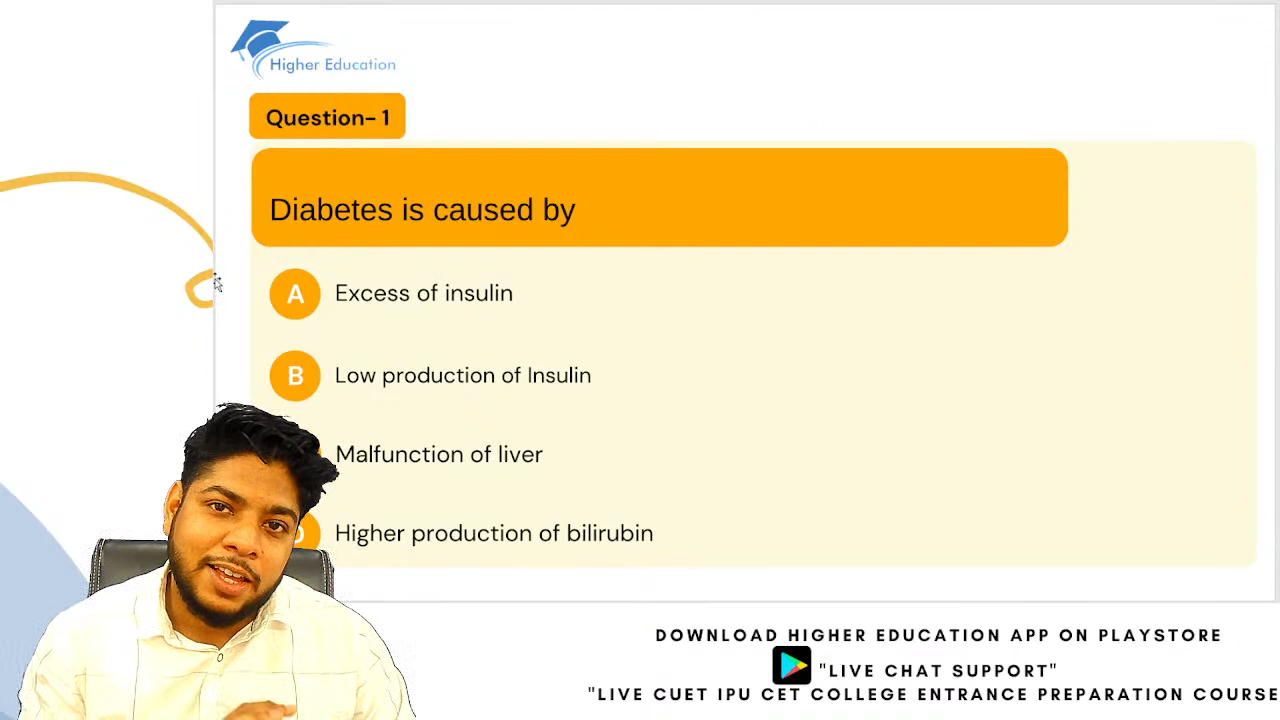 Higher Education
Question- 1
Diabetes is caused by
A Excess of insulin
B Low production of Insulin
Malfunction of liver
Higher production of bilirubin
DOWNLOAD HIGHER EDUCATION APP ON PLAYSTORE
"LIVE CHAT SUPPORT"
"LIVE CUET IPU CET COLLEGE ENTRANCE PREPARATION COURSE